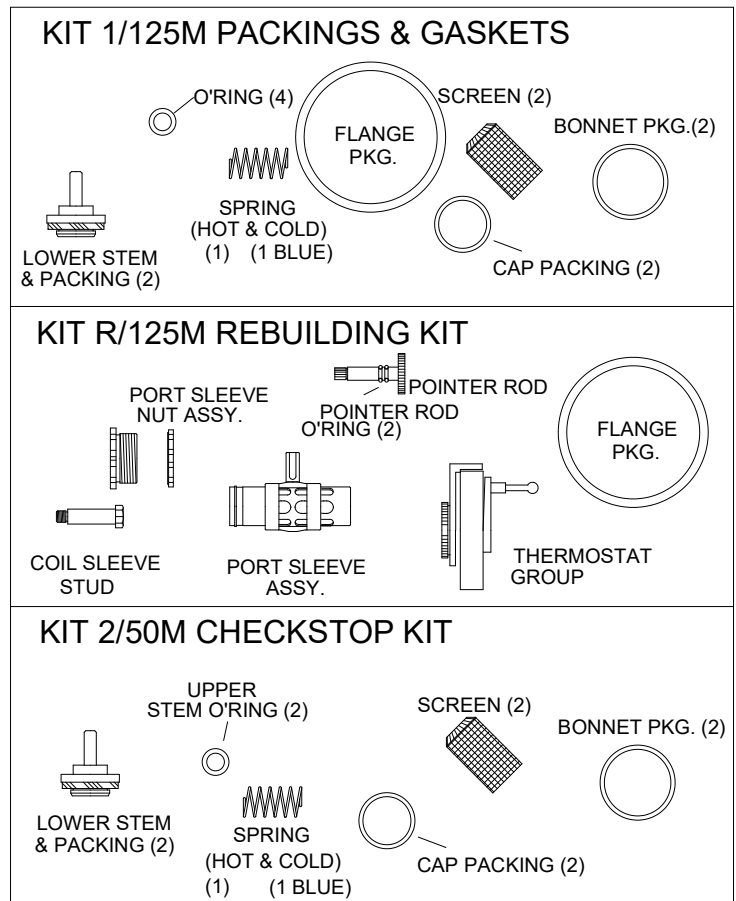 KIT 1/125M PACKINGS & GASKETS
O'RING (4)
SCREEN (2)
FLANGE
PKG.
BONNET PKG.(2)
SPRING
(HOT & COLD)
(1) (1 BLUE)
LOWER STEM
& PACKING (2)
CAP PACKING (2)
KIT R/125M REBUILDING KIT
PORT SLEEVE
NUT ASSY.
POINTER ROD
POINTER ROD
O'RING (2)
FLANGE
PKG.
COIL SLEEVE
STUD
PORT SLEEVE
ASSY.
THERMOSTAT
GROUP
KIT 2/50M CHECKSTOP KIT
UPPER
STEM O'RING (2)
SCREEN (2)
BONNET PKG. (2)
LOWER STEM
& PACKING (2)
SPRING
(HOT & COLD)
(1) (1 BLUE)
CAP PACKING (2)